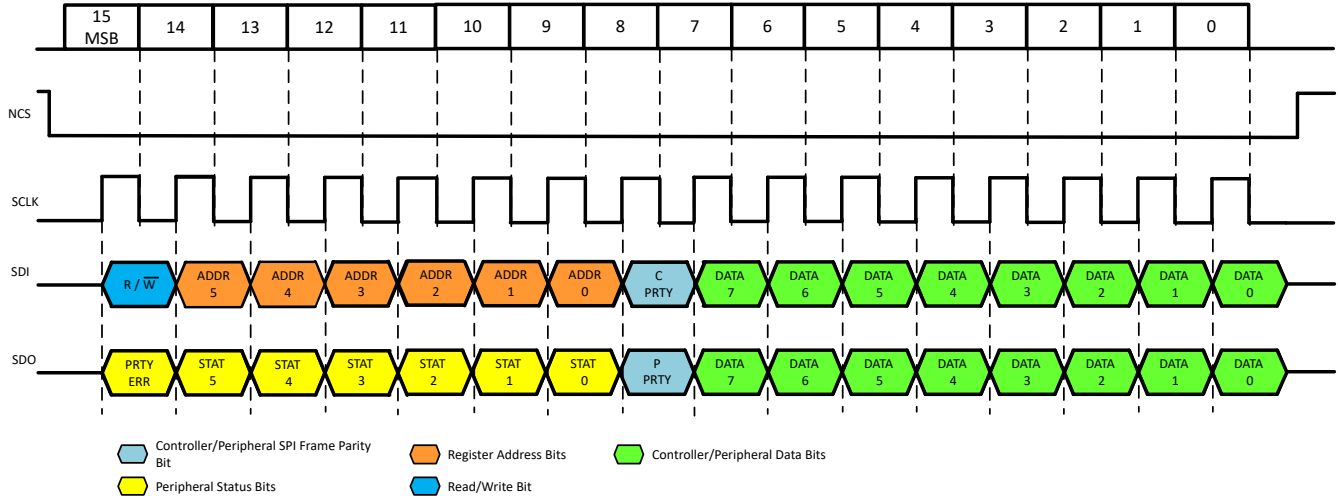 15
MSB
14
13
12
11
10
9
8
7
6
5
4
3
2
1
0
NCS
SCLK
SDI
R / W̅
ADDR
5
ADDR
4
ADDR
3
ADDR
2
ADDR
1
ADDR
0
C
PRTY
DATA
7
DATA
6
DATA
5
DATA
4
DATA
3
DATA
2
DATA
1
DATA
0
SDO
PRTY
ERR
STAT
5
STAT
4
STAT
3
STAT
2
STAT
1
STAT
0
P
PRTY
DATA
7
DATA
6
DATA
5
DATA
4
DATA
3
DATA
2
DATA
1
DATA
0
Controller/Peripheral SPI Frame Parity
Bit
Register Address Bits
Controller/Peripheral Data Bits
Peripheral Status Bits
Read/Write Bit